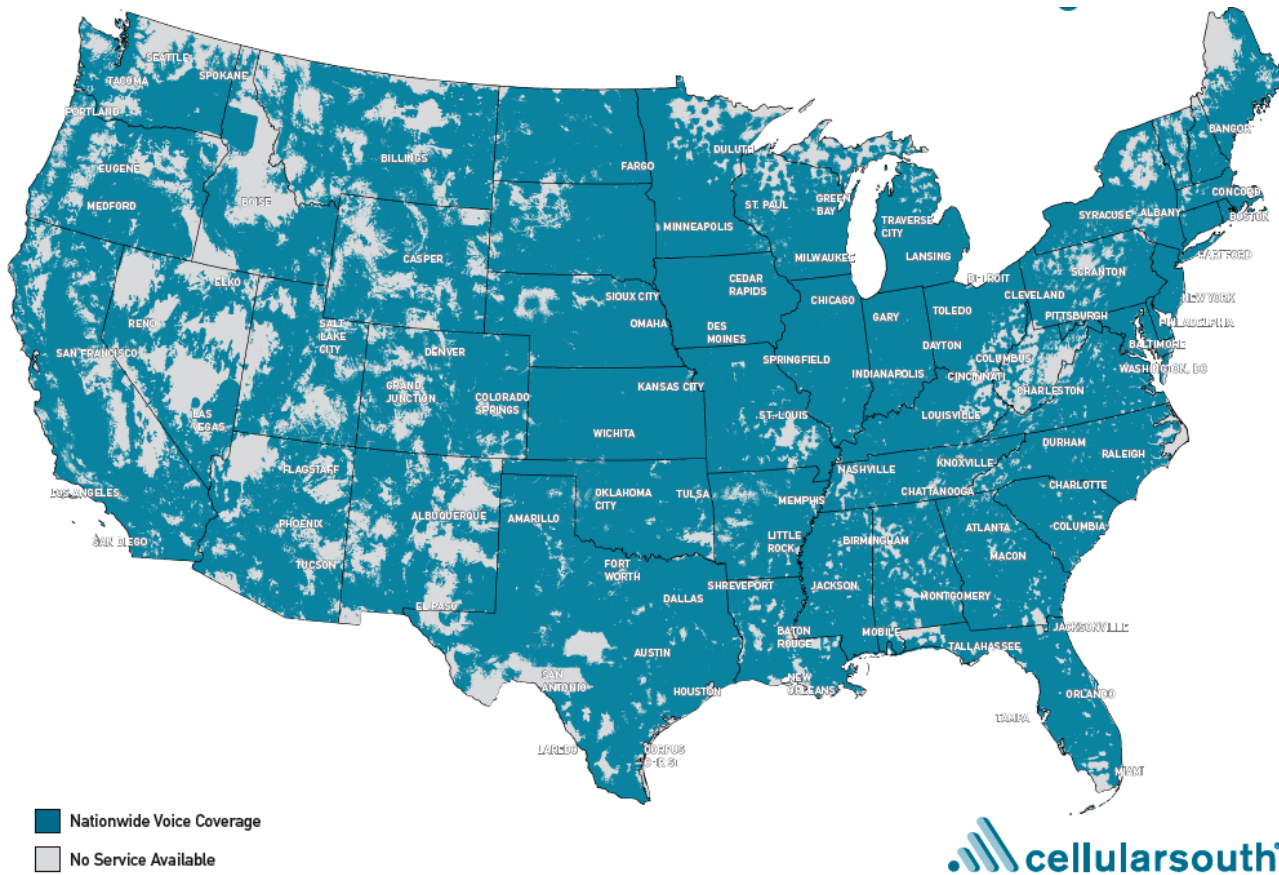 SEATTLE
SPOKANE
TACOMA
PORTLAND
BANGOR
DULUTH
BILLINGS
FARGO
EUGENE
CONCORD
BOISE
MEDFORD
ST. PAUL
GREEN
BAY
SYRACUSE
ALBANY
BOSTON
MINNEAPOLIS
TRAVERSE
CITY
HARTFORD
CASPER
MILWAUKEE
LANSING
SCRANTON
ELKO
CEDAR
RAPIDS
DETROIT
SIOUX CITY
CHICAGO
CLEVELAND
NEW YORK
RENO
SALT
LAKE
CITY
OMAHA
DES
MOINES
GARY
TOLEDO
PITTSBURGH
PHILADELPHIA
SAN FRANCISCO
DENVER
SPRINGFIELD
DAYTON
COLUMBUS
BALTIMORE
WASHINGTON, DC
GRAND
JUNCTION
KANSAS CITY
INDIANAPOLIS
CINCINNATI
CHARLESTON
COLORADO
SPRINGS
LAS
VEGAS
ST. LOUIS
LOUISVILLE
WICHITA
DURHAM
RALEIGH
FLAGSTAFF
NASHVILLE
KNOXVILLE
LOS ANGELES
OKLAHOMA
CITY
TULSA
MEMPHIS
CHATTANOOGA
CHARLOTTE
PHOENIX
ALBUQUERQUE
AMARILLO
ATLANTA
COLUMBIA
SAN DIEGO
LITTLE
ROCK
BIRMINGHAM
MACON
TUCSON
FORT
WORTH
SHREVEPORT
JACKSON
MONTGOMERY
EL PASO
DALLAS
JACKSONVILLE
BATON
ROUGE
MOBILE
TALLAHASSEE
AUSTIN
SAN
ANTONIO
HOUSTON
NEW
ORLEANS
ORLANDO
TAMPA
LAREDO
CORPUS
MIAMI
Nationwide Voice Coverage
No Service Available
cellularsouth